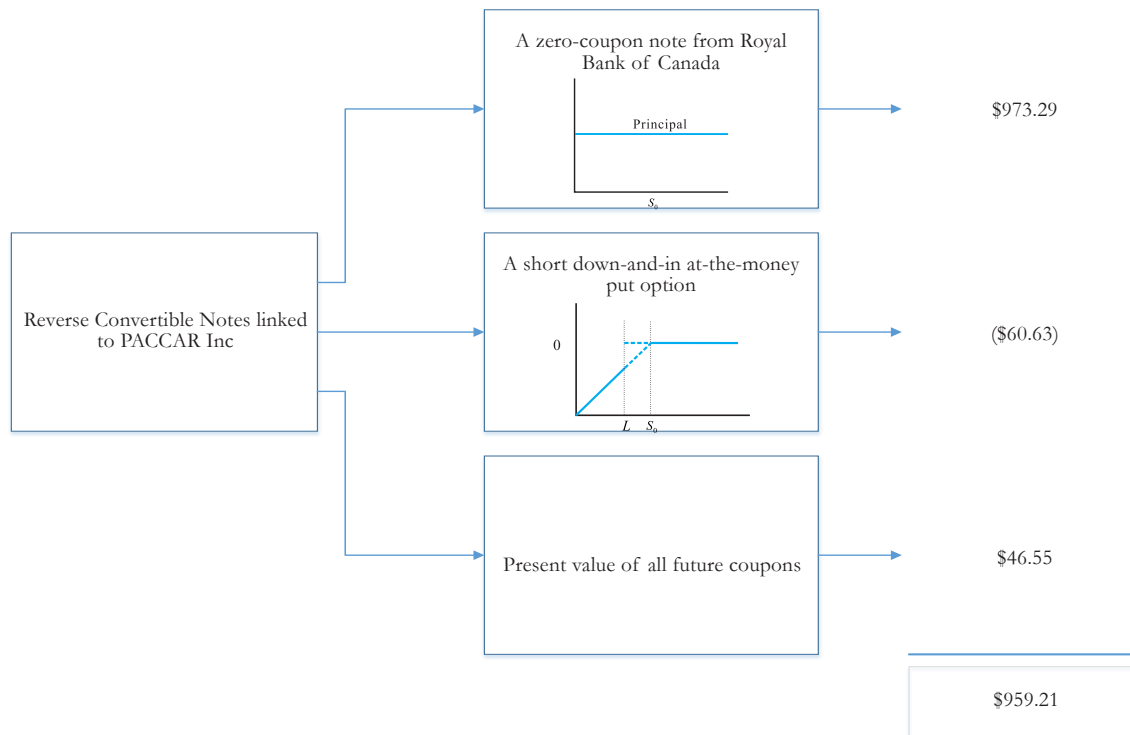 A zero-coupon note from Royal
Bank of Canada
Principal
S₀
$973.29
Reverse Convertible Notes linked
to PACCAR Inc
A short down-and-in at-the-money
put option
0
L S₀
($60.63)
Present value of all future coupons
$46.55
$959.21